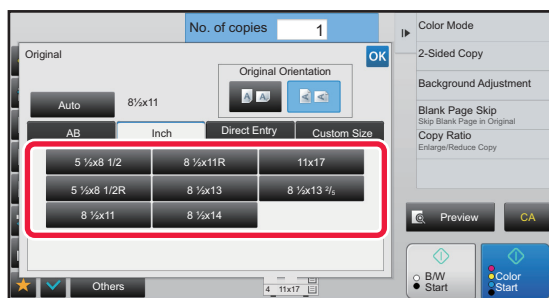 No. of copies 1
Original
OK
Original Orientation
Auto 8½x11
AB Inch Direct Entry Custom Size
5 ½x8 1/2 8 ½x11R 11x17
5 ½x8 1/2R 8 ½x13 8 ½x13 ²/₅
8 ½x11 8 ½x14
Others
4 11x17
Color Mode
2-Sided Copy
Background Adjustment
Blank Page Skip
Skip Blank Page in Original
Copy Ratio
Enlarge/Reduce Copy
Preview CA
B/W
Start
Color
Start